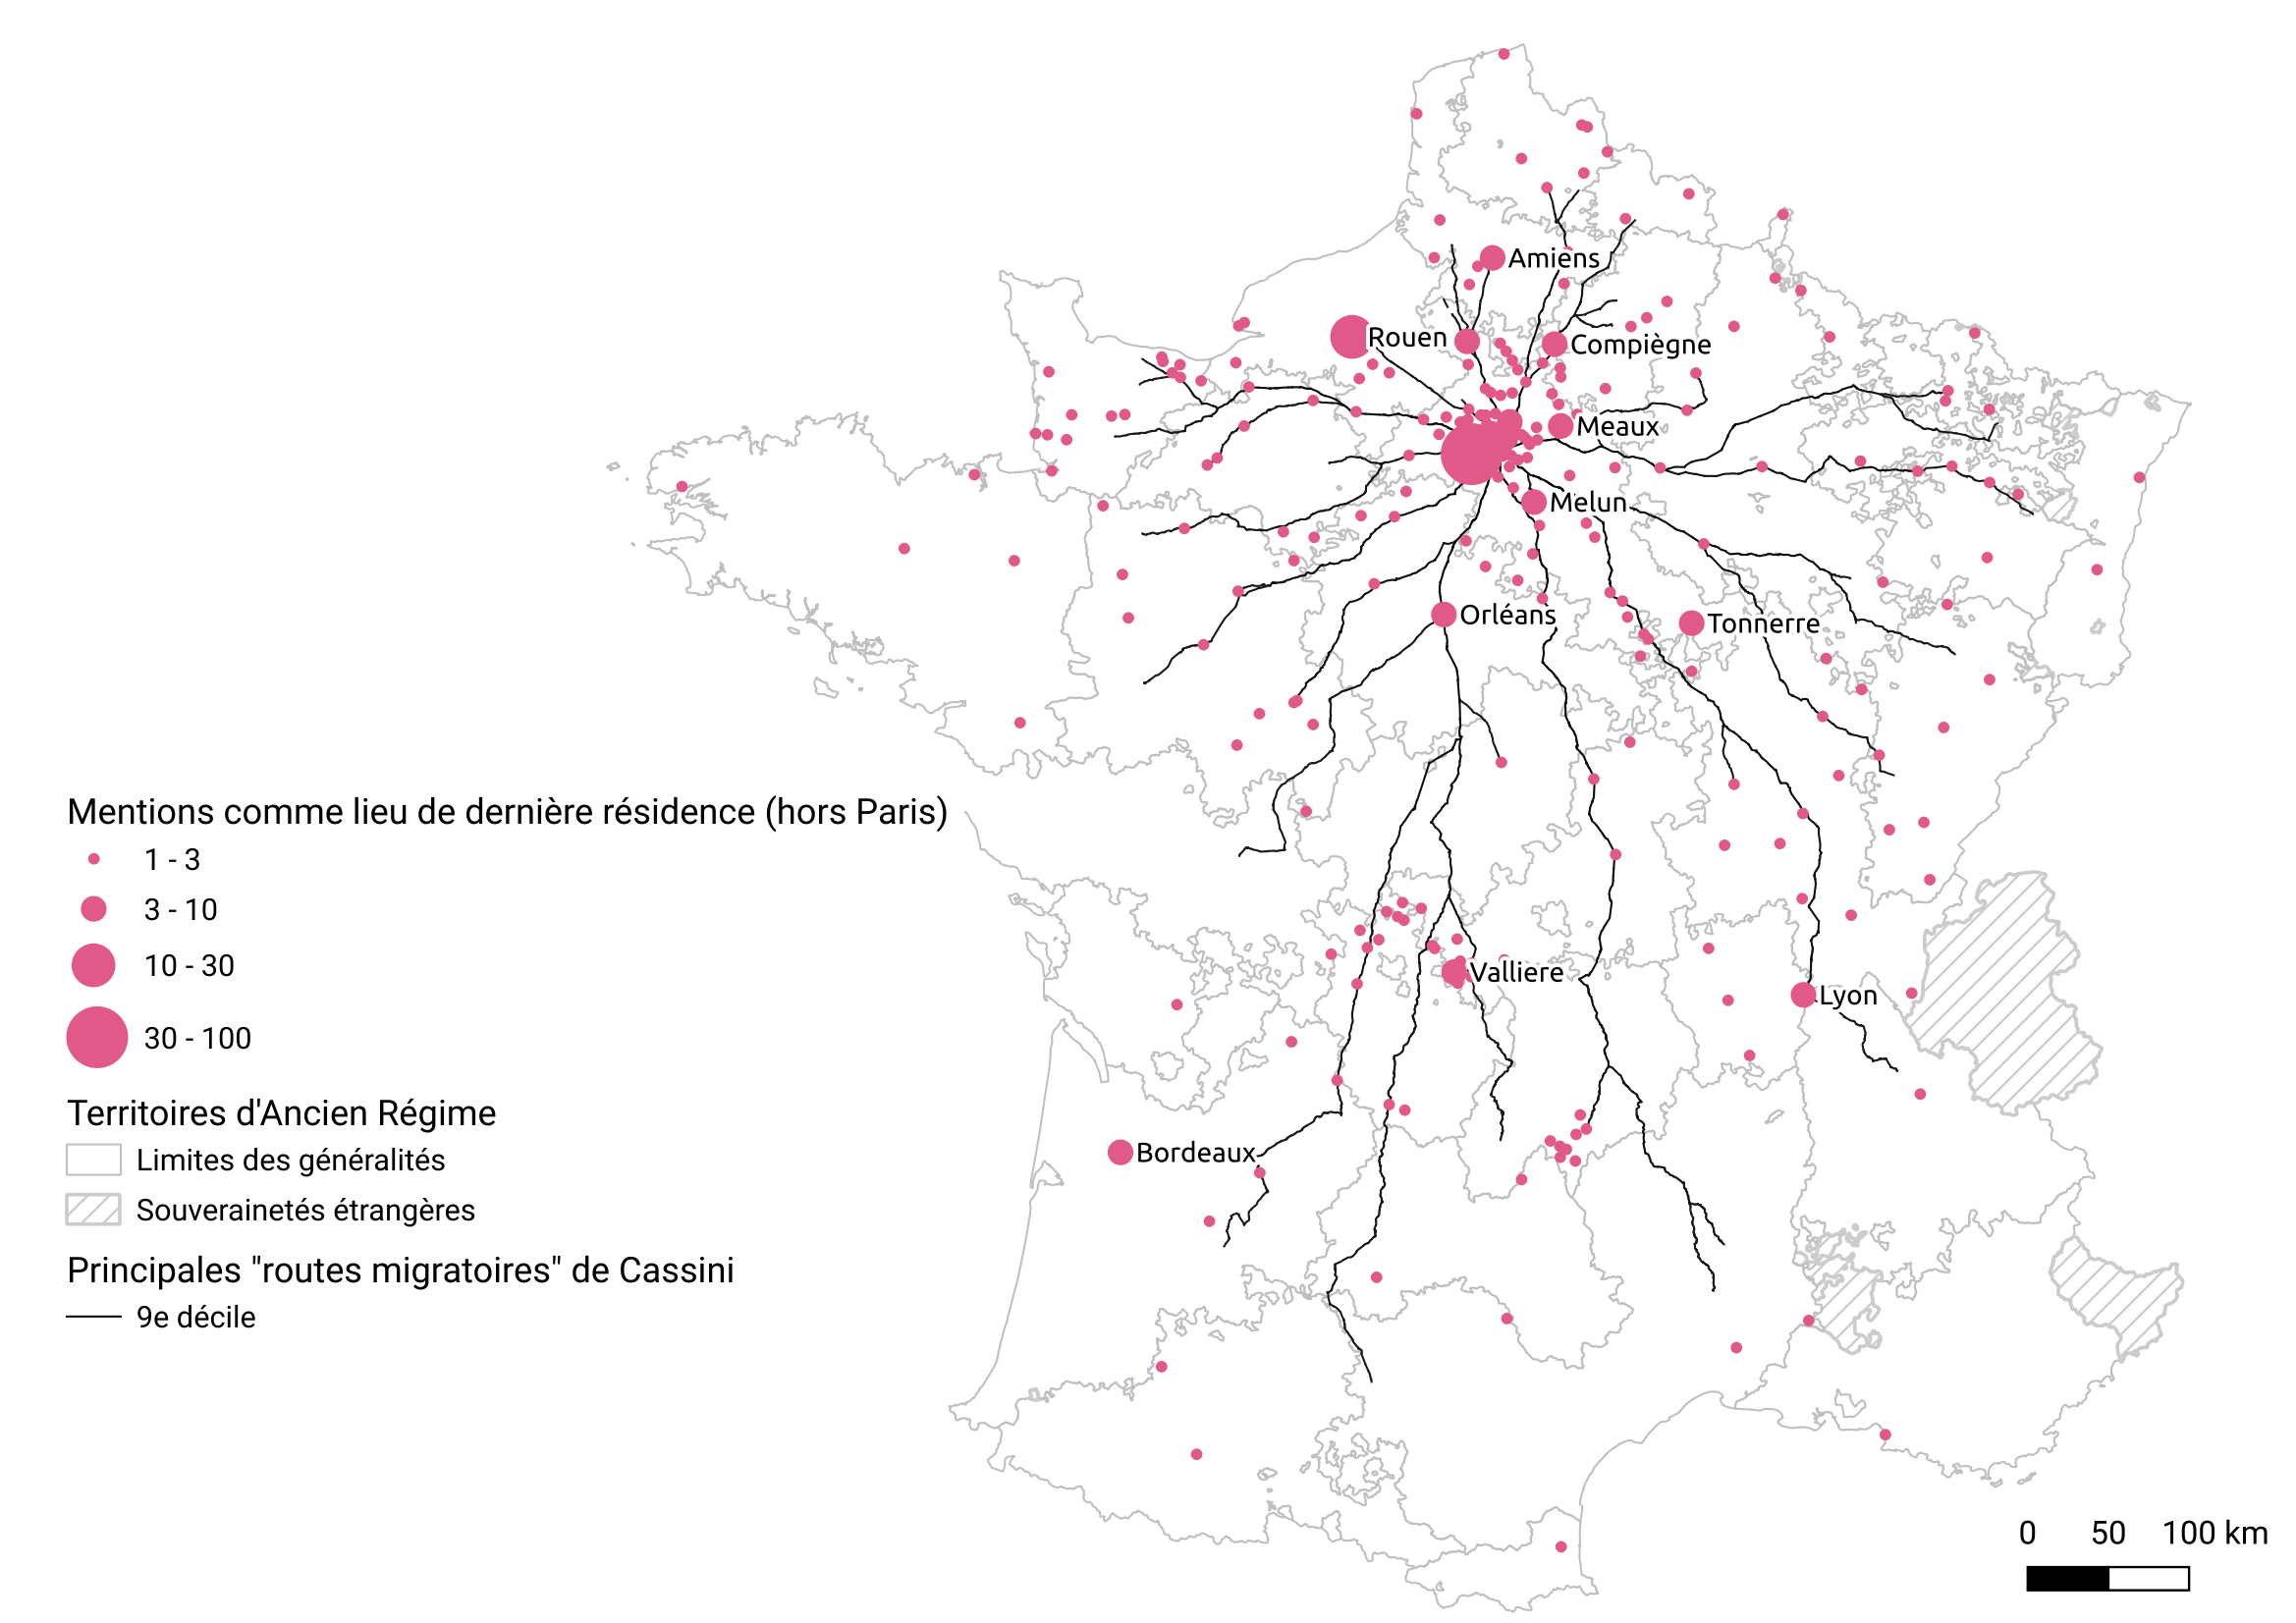 Amiens
Rouen
Compiègne
Meaux
Melun
Orléans
Tonnerre
Valliere
Lyon
Bordeaux
Mentions comme lieu de dernière résidence (hors Paris)
1 - 3
3 - 10
10 - 30
30 - 100
Territoires d'Ancien Régime
Limites des généralités
Souverainetés étrangères
Principales "routes migratoires" de Cassini
9e décile
0 50 100 km